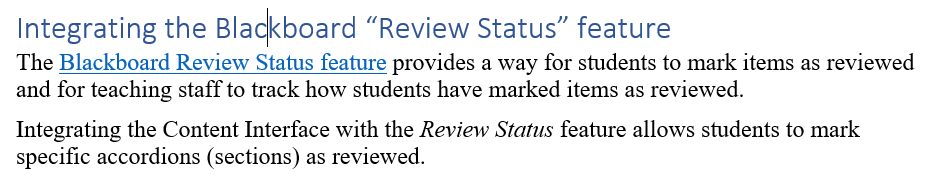 Integrating the Blackboard “Review Status” feature
The Blackboard Review Status feature provides a way for students to mark items as reviewed
and for teaching staff to track how students have marked items as reviewed.
Integrating the Content Interface with the Review Status feature allows students to mark
specific accordions (sections) as reviewed.